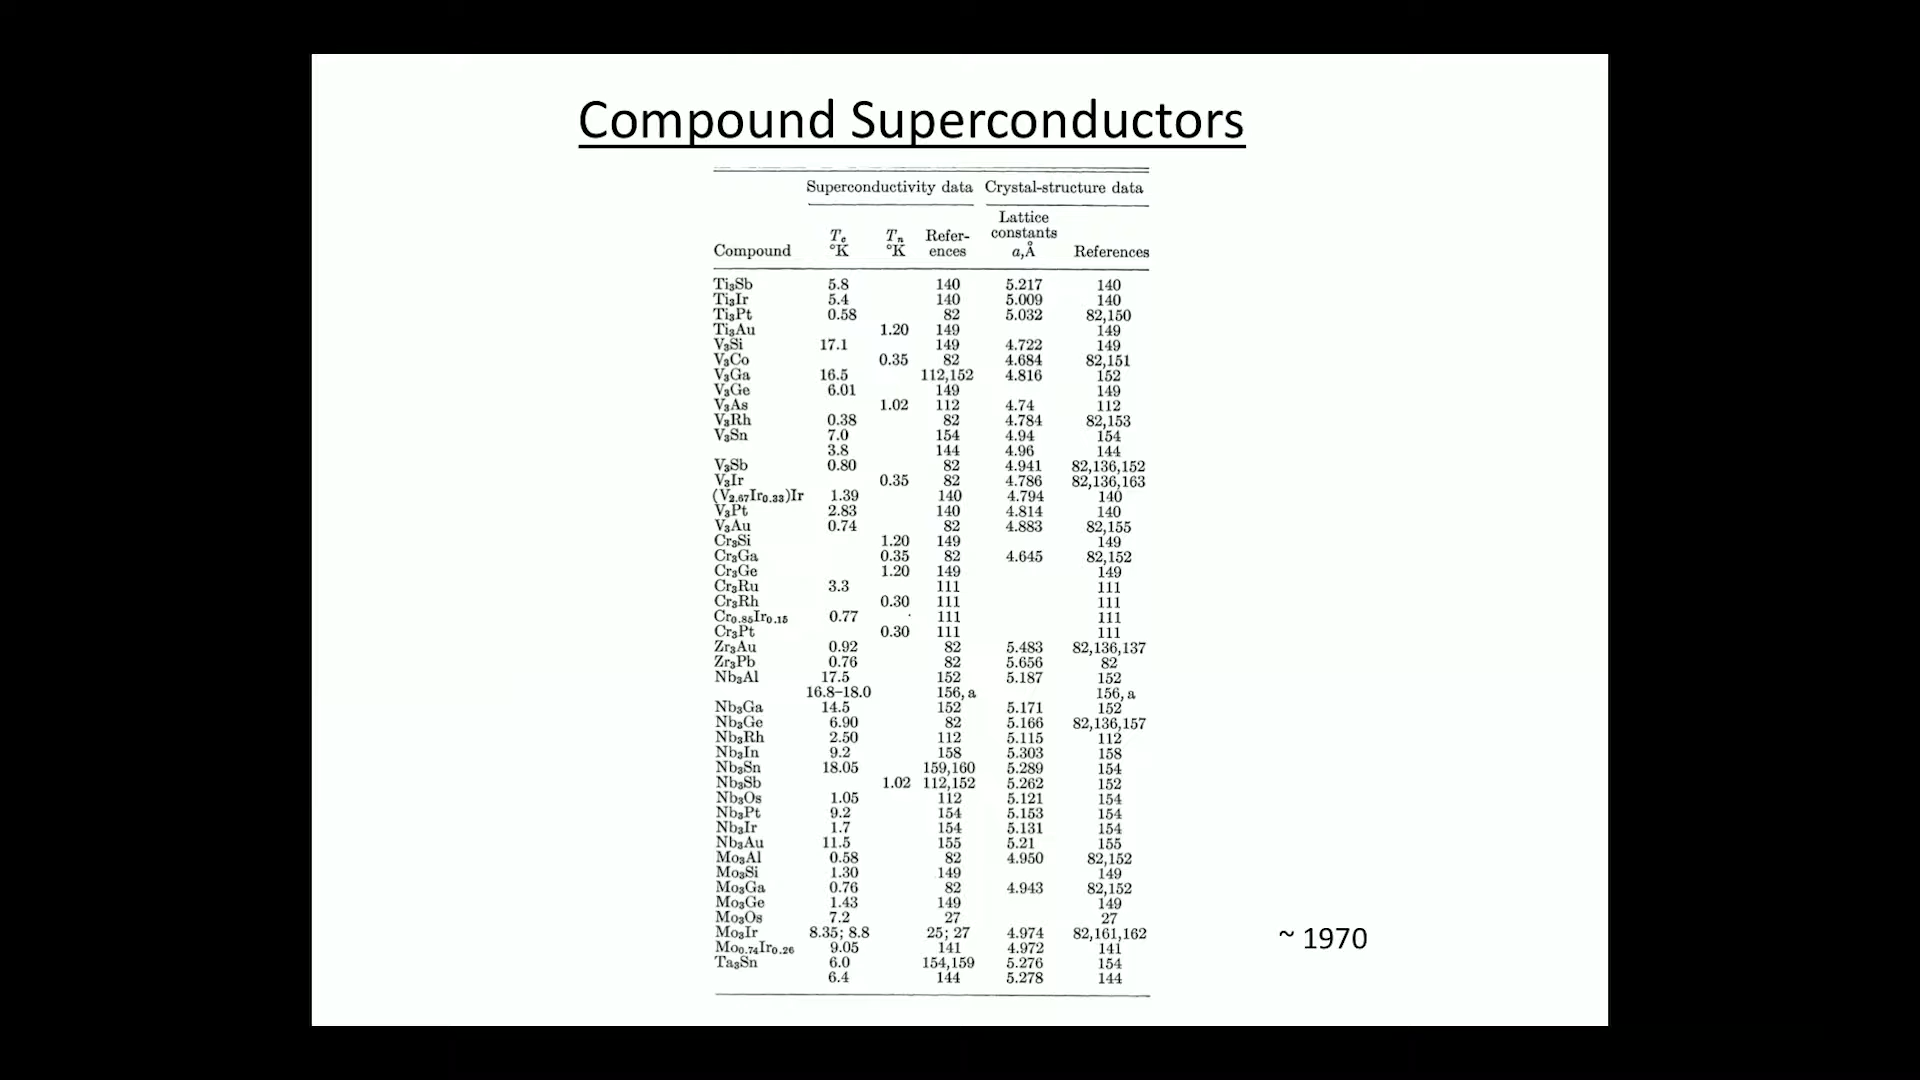 Compound Superconductors
Superconductivity data Crystal-structure data
Lattice
Tc Tn Refer- constants
Compound °K °K ences a,Å References
Ti₃Sb 5.8 140 5.217 140
Ti₃Ir 5.4 140 5.009 140
Ti₃Pt 0.58 82 5.032 82,150
Ti₃Au 1.20 149 149
V₃Si 17.1 149 4.722 149
V₃Co 0.35 82 4.684 82,151
V₃Ga 16.5 112,152 4.816 152
V₃Ge 6.01 149 149
V₃As 1.02 112 4.74 112
V₃Rh 0.38 82 4.784 82,153
V₃Sn 7.0 154 4.94 154
3.8 144 4.96 144
V₃Sb 0.80 82 4.941 82,136,152
V₃Ir 0.35 82 4.786 82,136,163
(V₂.₆₇Ir₀.₃₃)Ir 1.39 140 4.794 140
V₃Pt 2.83 140 4.814 140
V₃Au 0.74 82 4.883 82,155
Cr₃Si 1.20 149 149
Cr₃Ga 0.35 82 4.645 82,152
Cr₃Ge 1.20 149 149
Cr₃Ru 3.3 111 111
Cr₃Rh 0.30 111 111
Cr₀.₈₅Ir₀.₁₅ 0.77 111 111
Cr₃Pt 0.30 111 111
Zr₃Au 0.92 82 5.483 82,136,137
Zr₃Pb 0.76 82 5.656 82
Nb₃Al 17.5 152 5.187 152
16.8–18.0 156, a 156, a
Nb₃Ga 14.5 152 5.171 152
Nb₃Ge 6.90 82 5.166 82,136,157
Nb₃Rh 2.50 112 5.115 112
Nb₃In 9.2 158 5.303 158
Nb₃Sn 18.05 159,160 5.289 154
Nb₃Sb 1.02 112,152 5.262 152
Nb₃Os 1.05 112 5.121 154
Nb₃Pt 9.2 154 5.153 154
Nb₃Ir 1.7 154 5.131 154
Nb₃Au 11.5 155 5.21 155
Mo₃Al 0.58 82 4.950 82,152
Mo₃Si 1.30 149 149
Mo₃Ga 0.76 82 4.943 82,152
Mo₃Ge 1.43 149 149
Mo₃Os 7.2 27 27
Mo₃Ir 8.35; 8.8 25; 27 4.974 82,161,162
Mo₀.₇₄Ir₀.₂₆ 9.05 141 4.972 141
Ta₃Sn 6.0 154,159 5.276 154
6.4 144 5.278 144
~ 1970